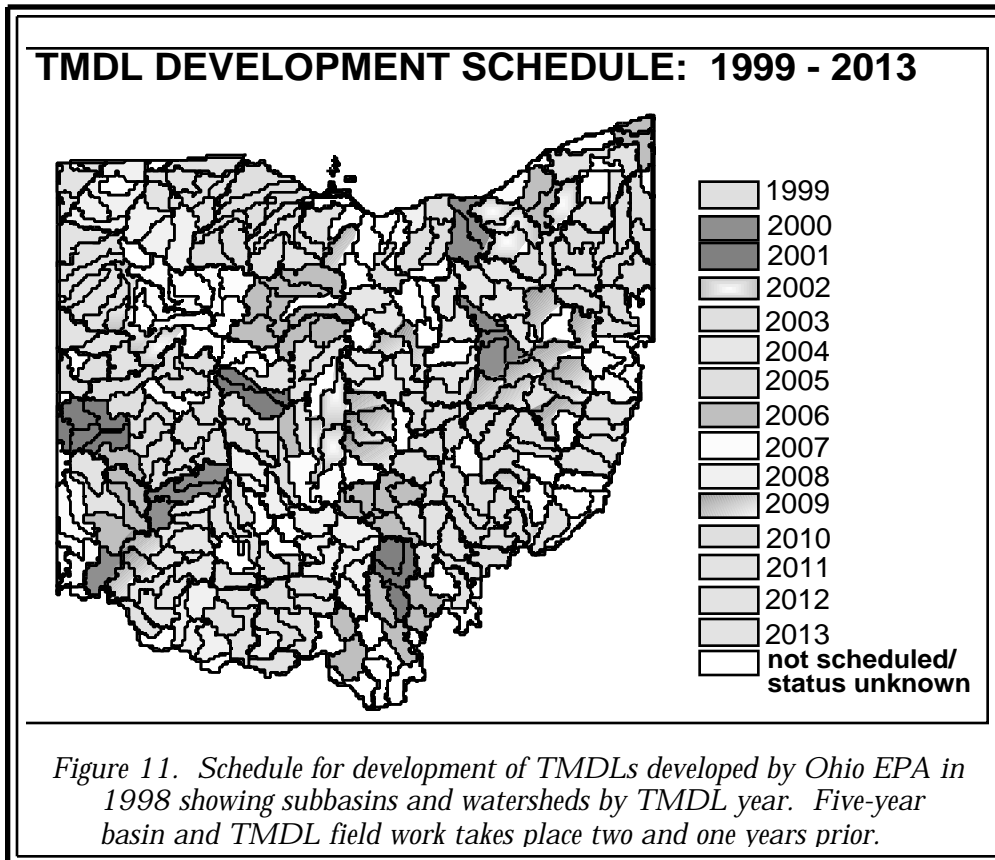 TMDL DEVELOPMENT SCHEDULE: 1999 - 2013
1999
2000
2001
2002
2003
2004
2005
2006
2007
2008
2009
2010
2011
2012
2013
not scheduled/
status unknown
Figure 11. Schedule for development of TMDLs developed by Ohio EPA in
1998 showing subbasins and watersheds by TMDL year. Five-year
basin and TMDL field work takes place two and one years prior.